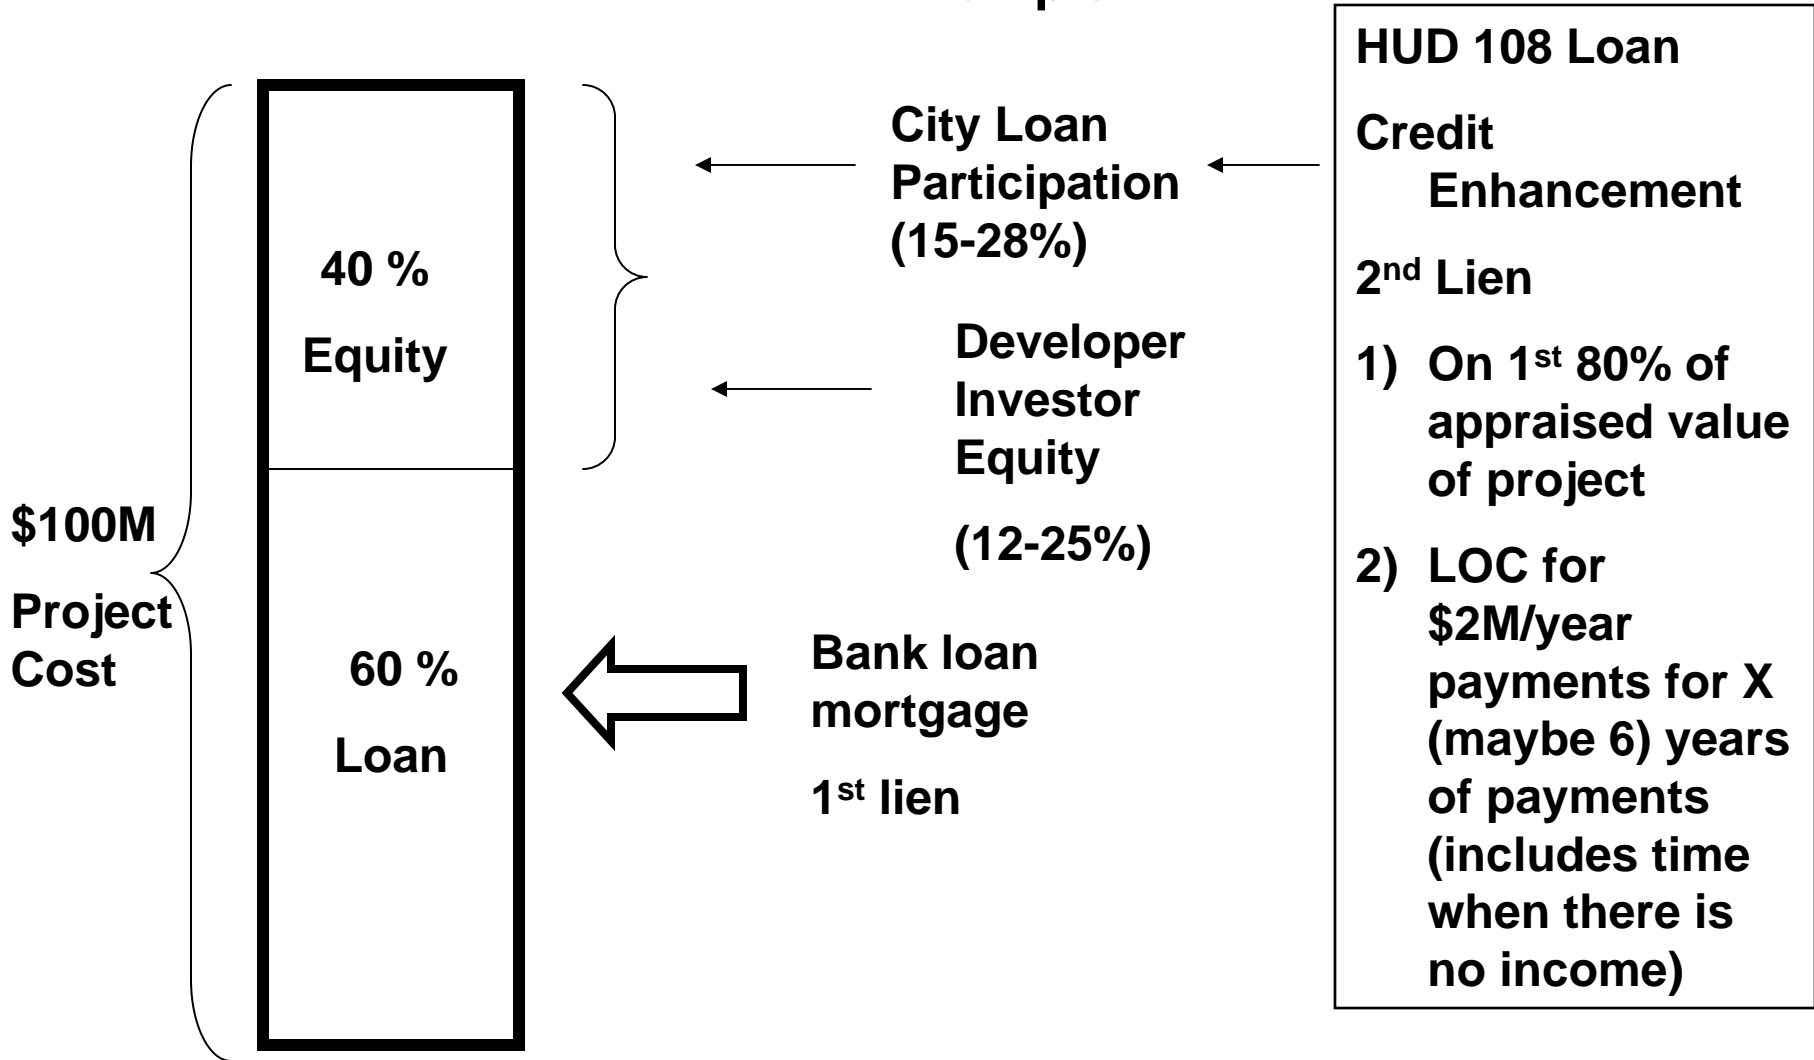 $100M
Project
Cost
40 %
Equity
60 %
Loan
City Loan
Participation
(15-28%)
Developer
Investor
Equity
(12-25%)
Bank loan
mortgage
1st lien
HUD 108 Loan
Credit
Enhancement
2nd Lien
1) On 1st 80% of
appraised value
of project
2) LOC for
$2M/year
payments for X
(maybe 6) years
of payments
(includes time
when there is
no income)